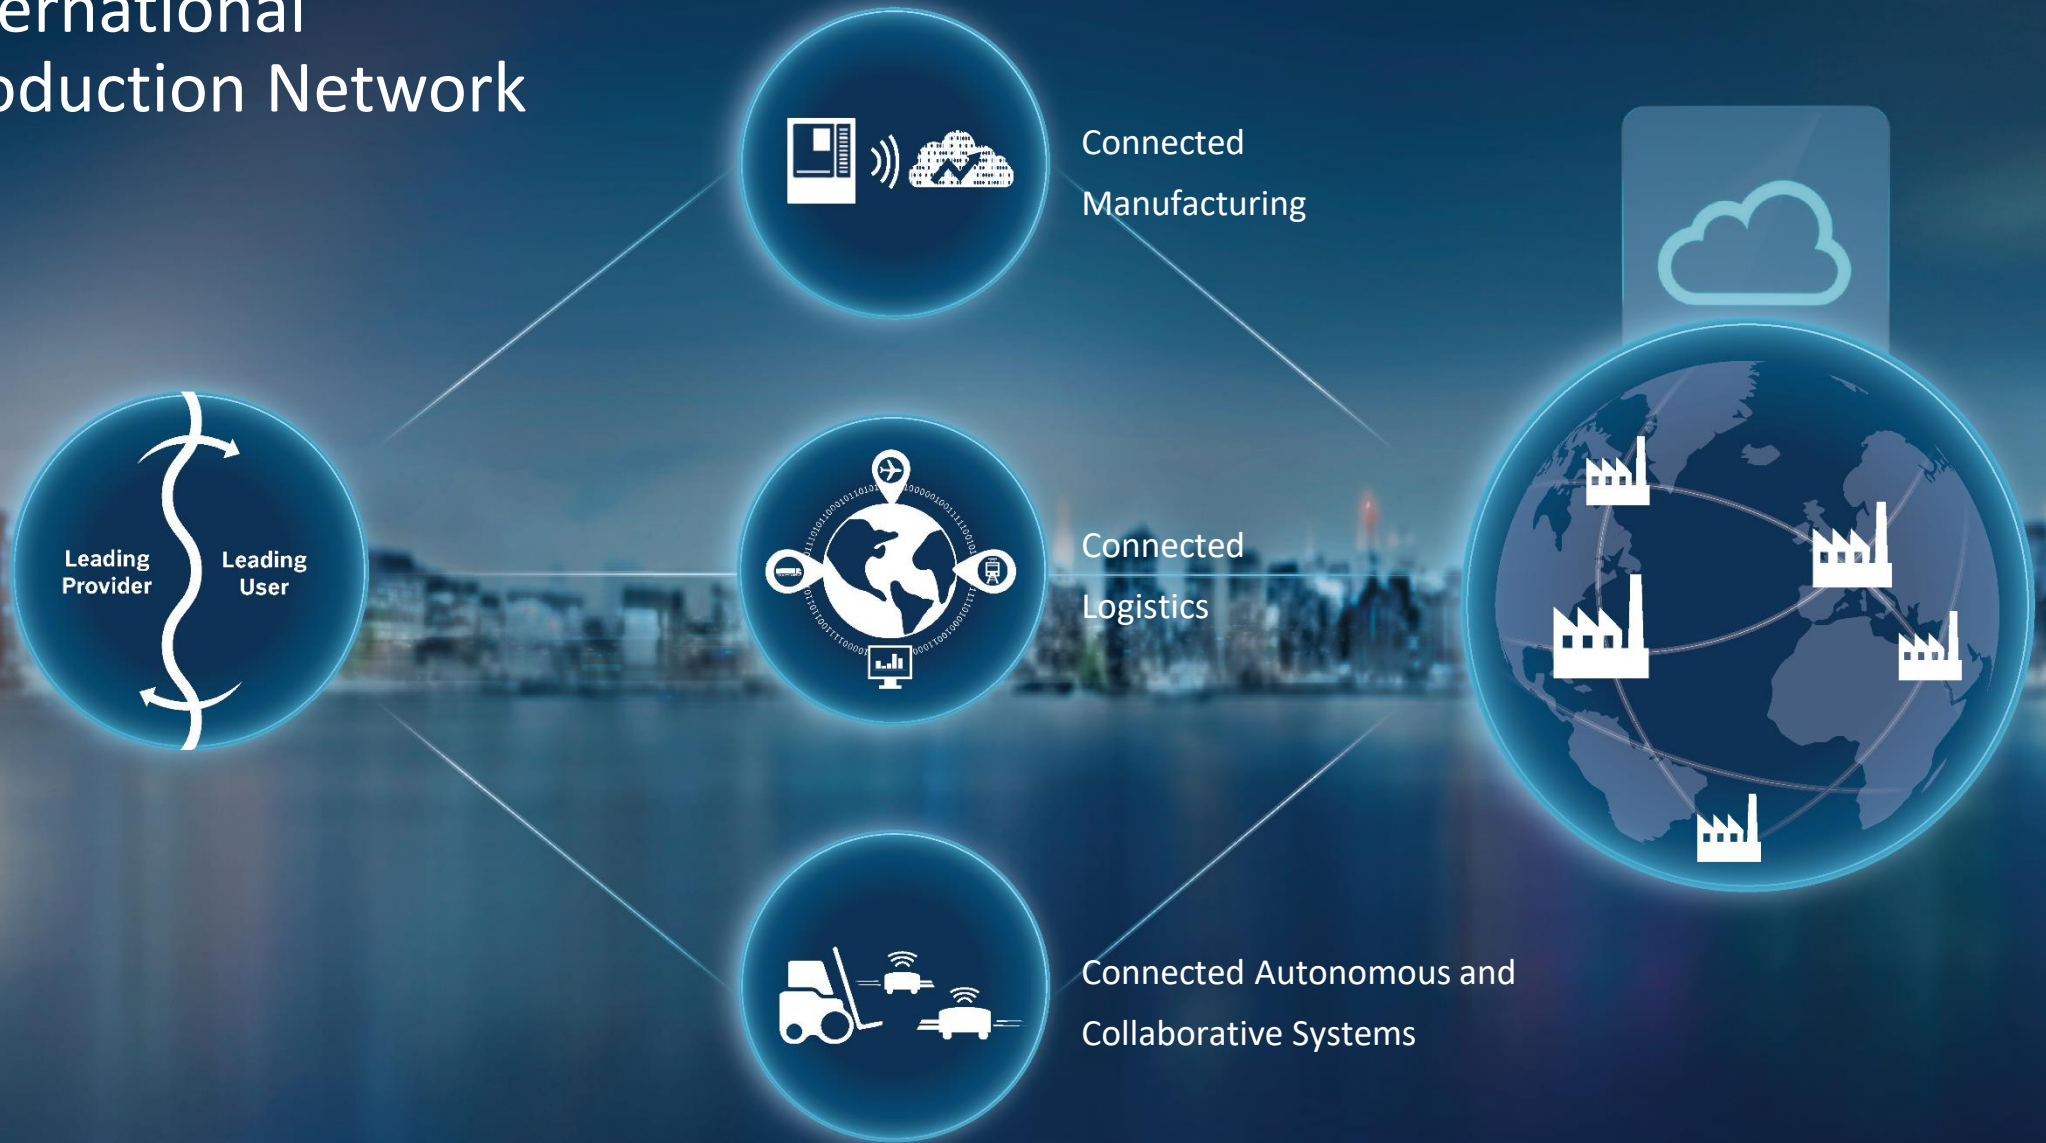 ernational
oduction Network
Connected
Manufacturing
Leading
Provider
Leading
User
Connected
Logistics
Connected Autonomous and
Collaborative Systems